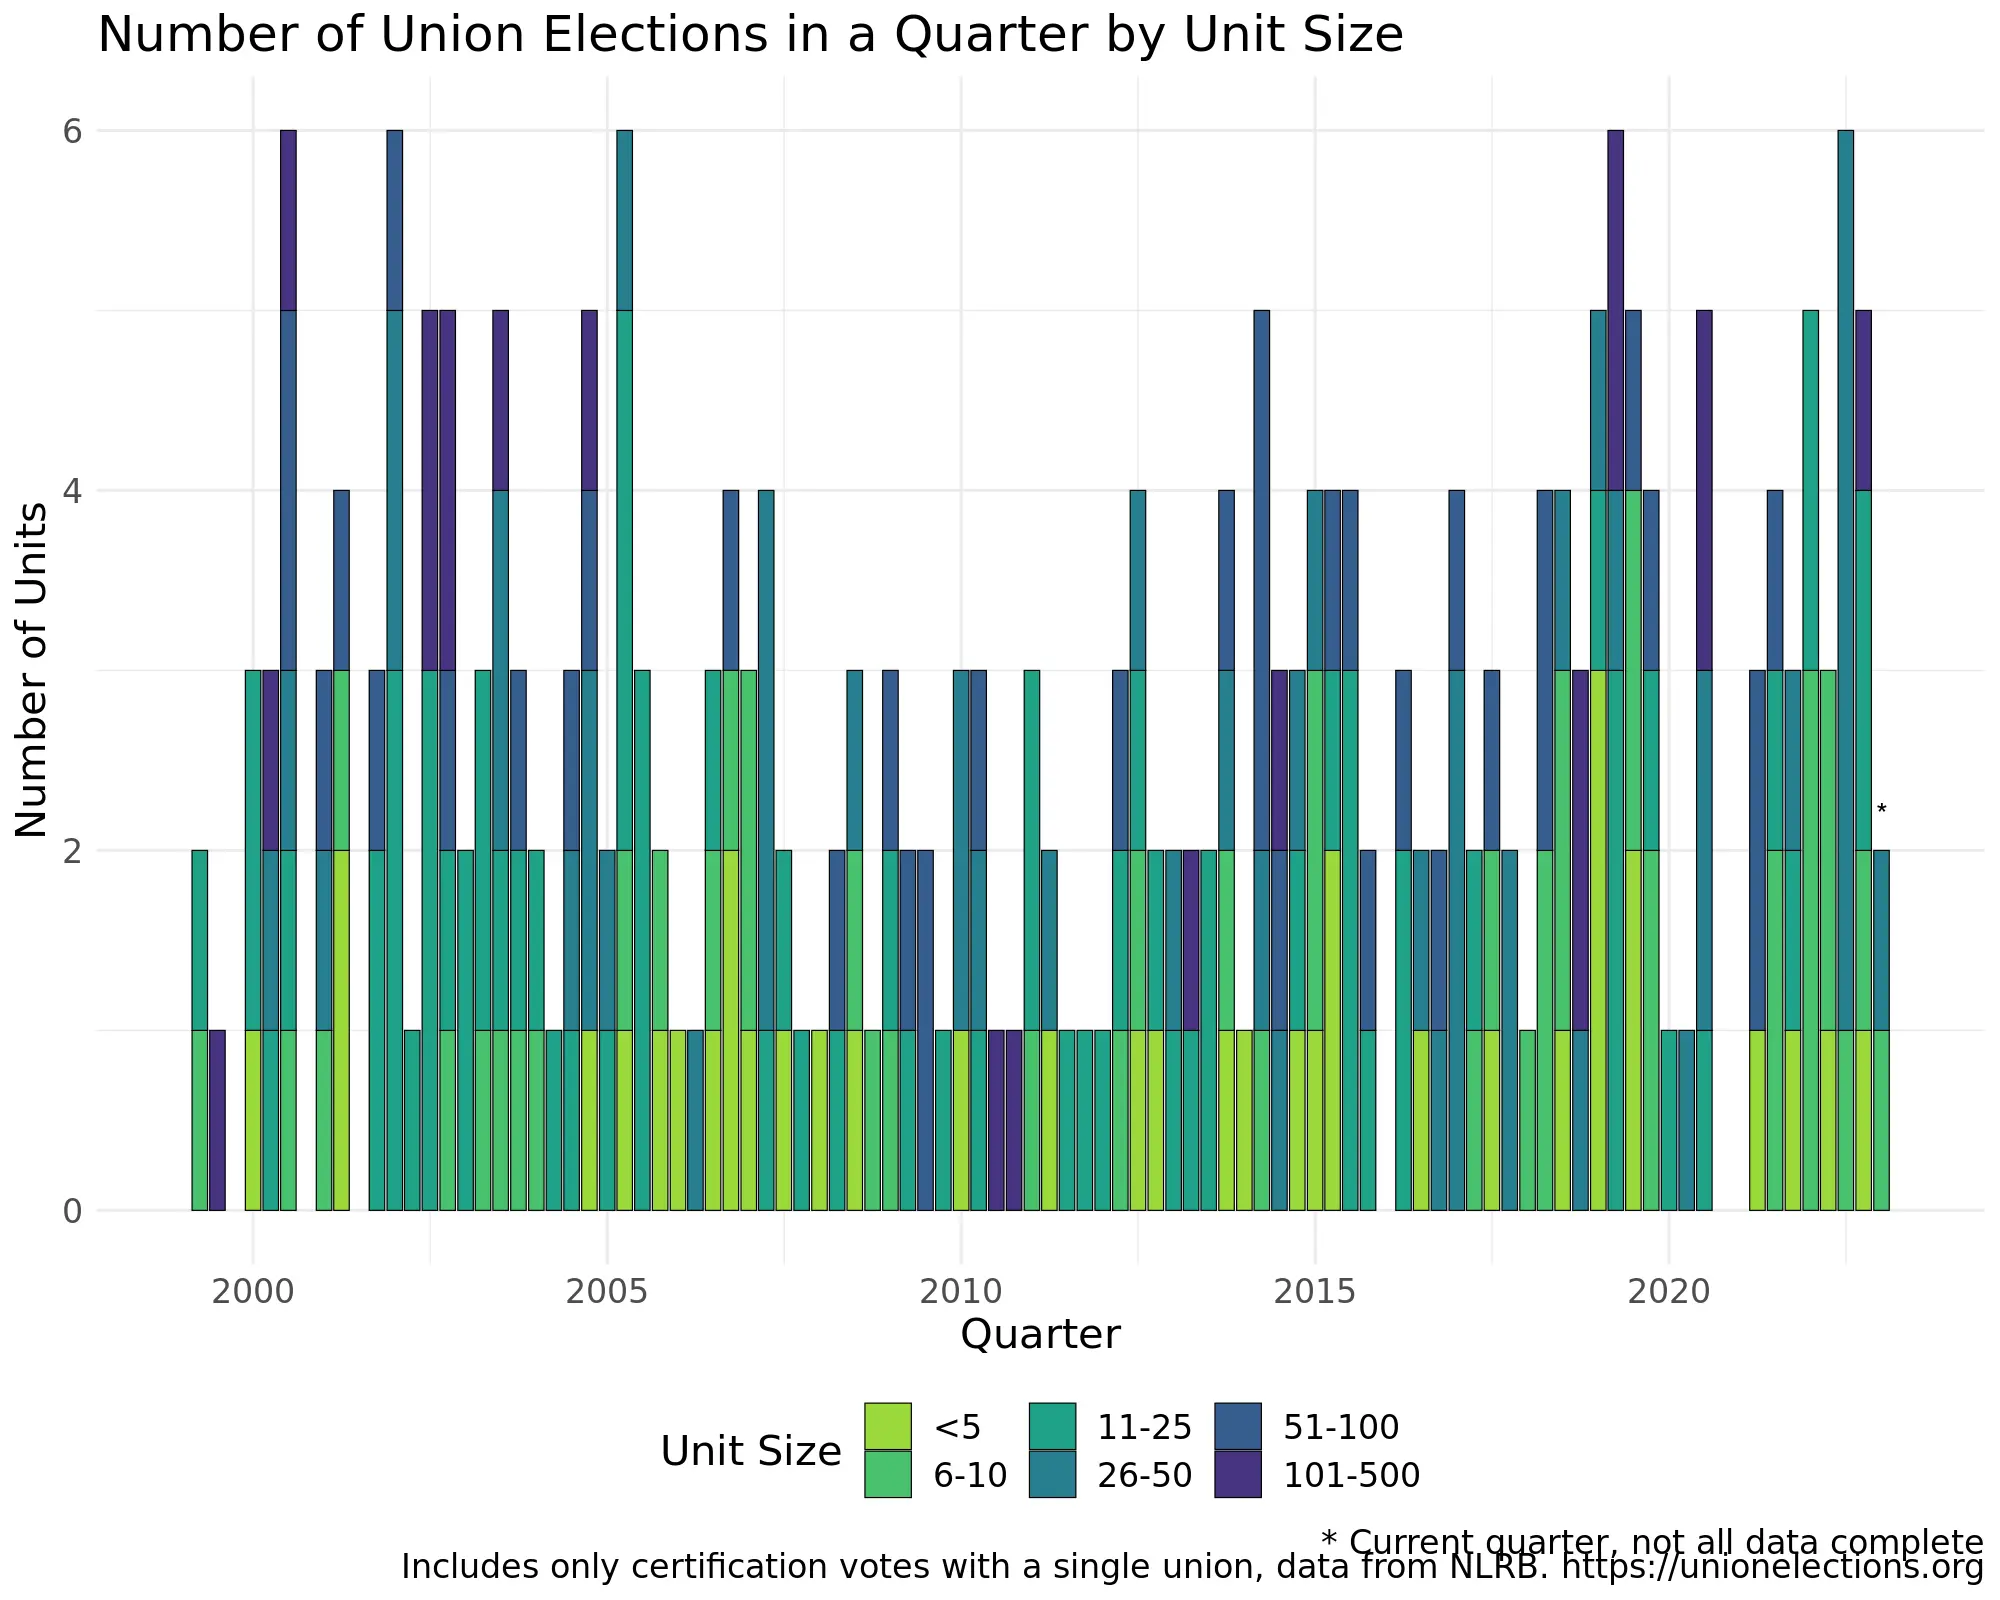 Number of Union Elections in a Quarter by Unit Size
Number of Units
6
4
2
0
*
2000 2005 2010 2015 2020
Quarter
Unit Size
<5 11-25 51-100
6-10 26-50 101-500
* Current quarter, not all data complete
Includes only certification votes with a single union, data from NLRB. https://unionelections.org